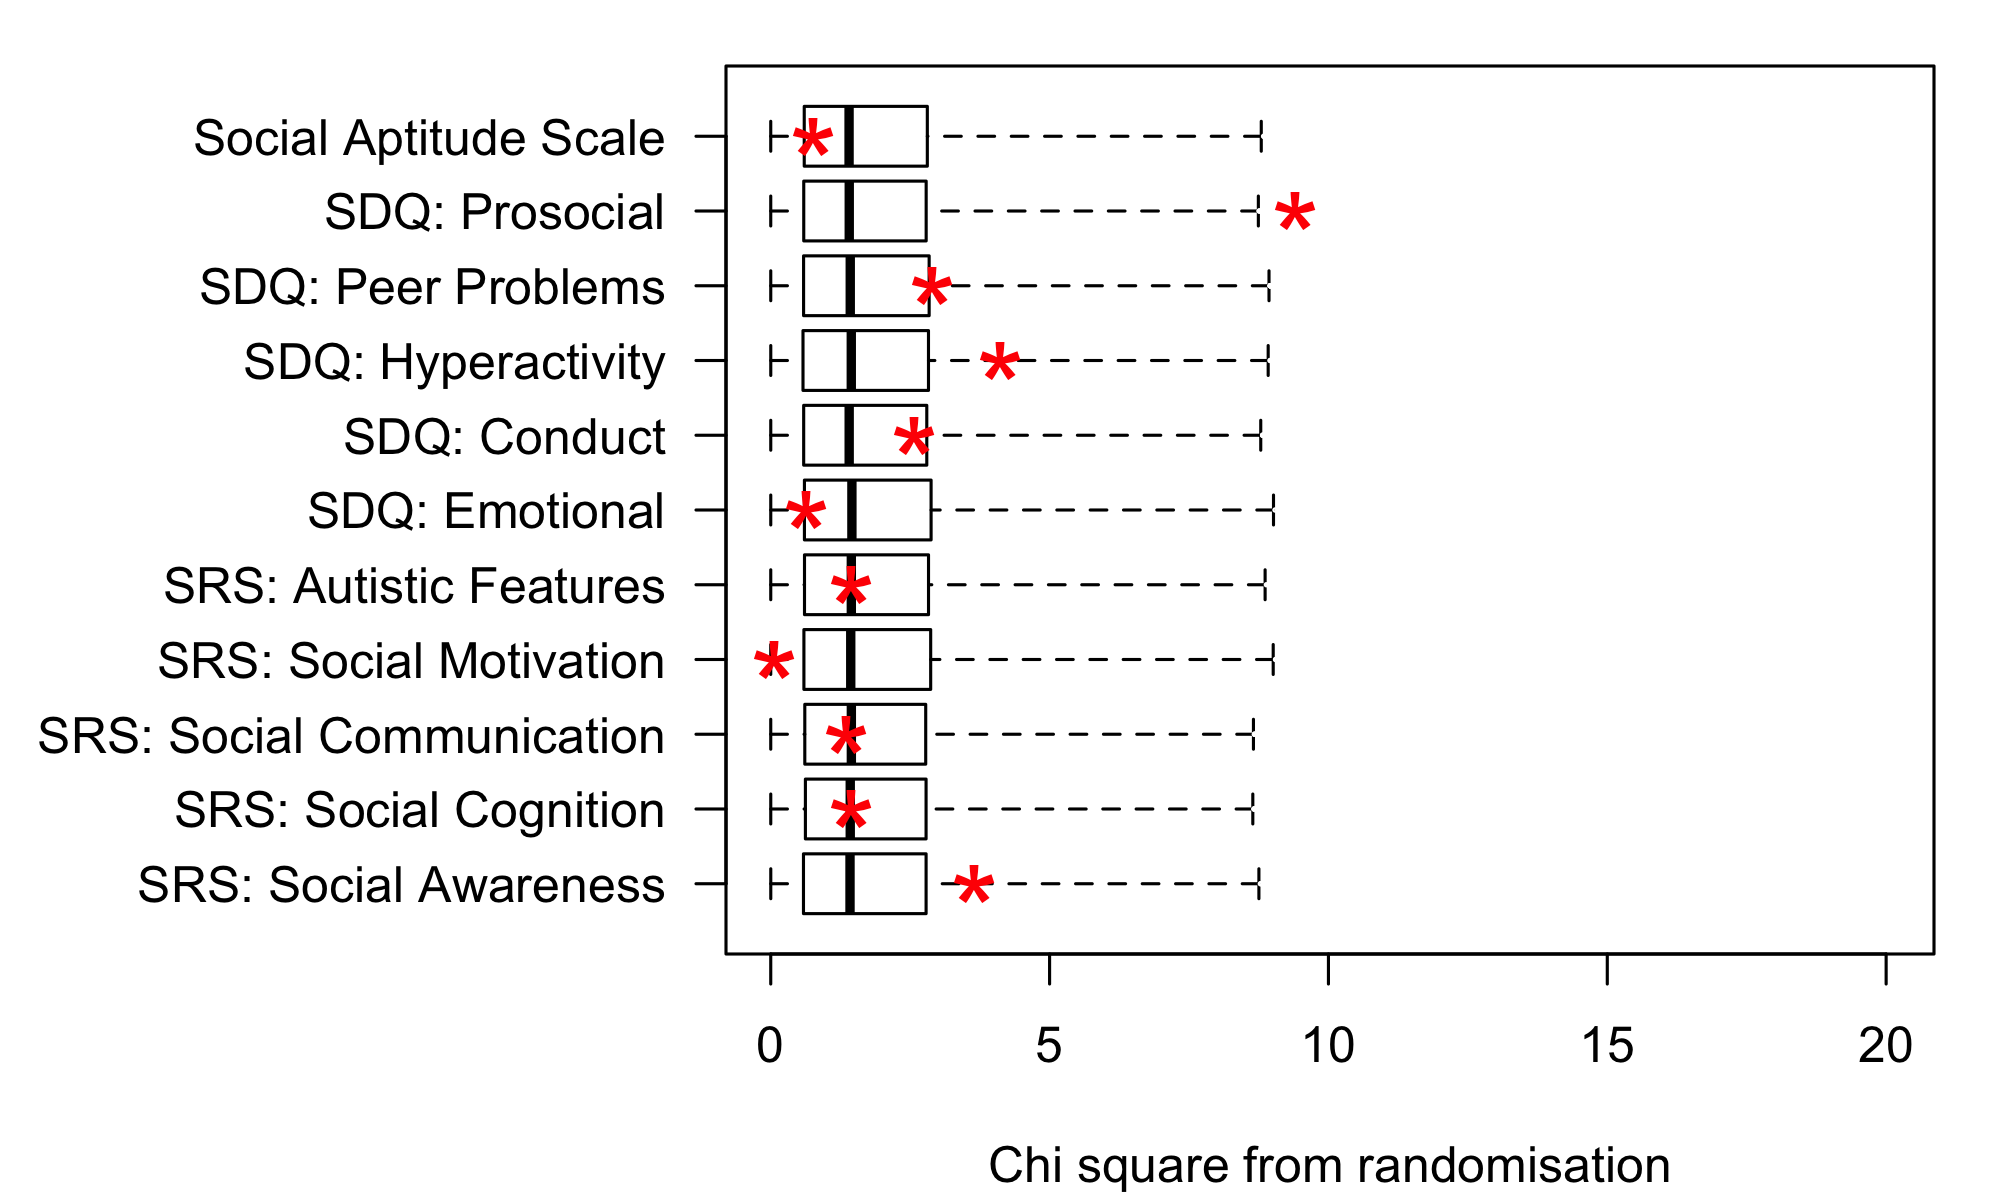 Social Aptitude Scale
SDQ: Prosocial
SDQ: Peer Problems
SDQ: Hyperactivity
SDQ: Conduct
SDQ: Emotional
SRS: Autistic Features
SRS: Social Motivation
SRS: Social Communication
SRS: Social Cognition
SRS: Social Awareness
0 5 10 15 20
Chi square from randomisation